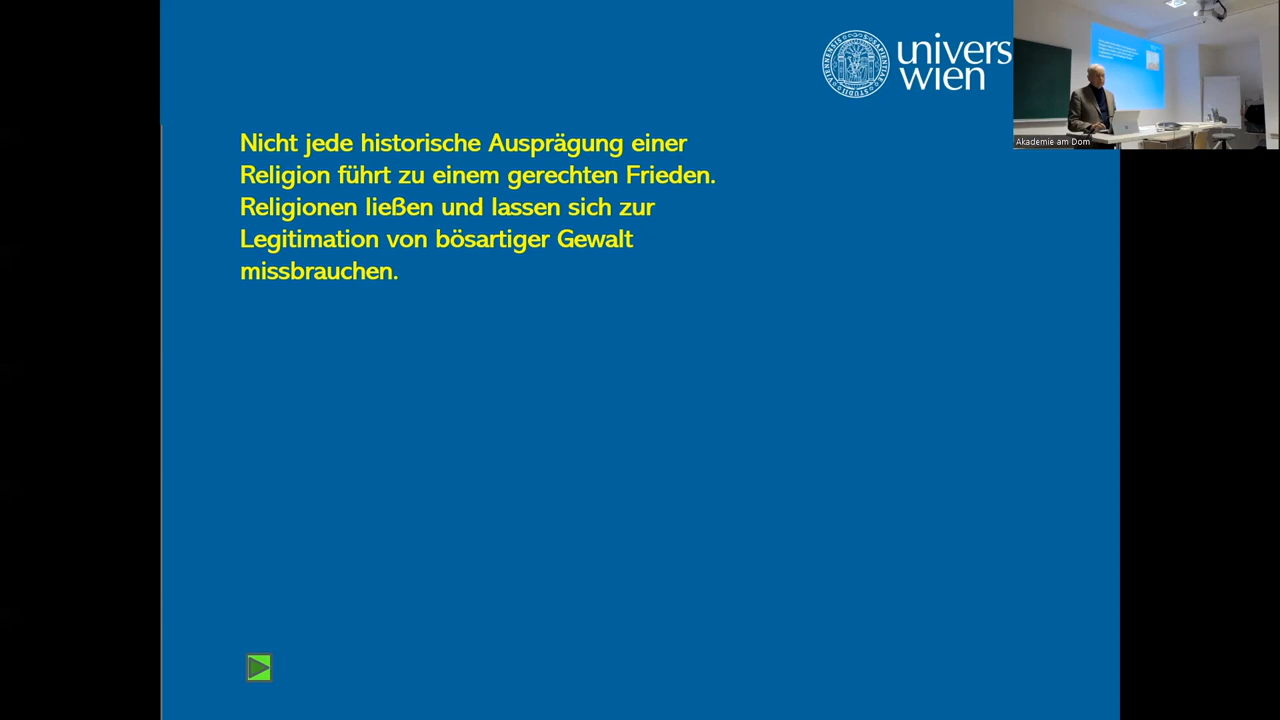 univers
wien
Akademie am Dom
Nicht jede historische Ausprägung einer
Religion führt zu einem gerechten Frieden.
Religionen ließen und lassen sich zur
Legitimation von bösartiger Gewalt
missbrauchen.